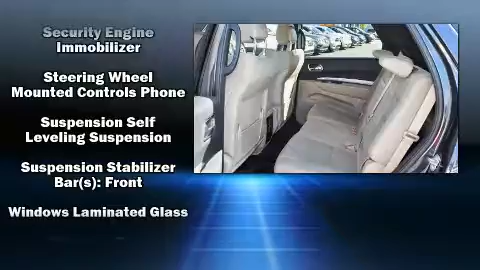 Security Engine
Immobilizer
Steering Wheel
Mounted Controls Phone
Suspension Self
Leveling Suspension
Suspension Stabilizer
Bar(s): Front
Windows Laminated Glass